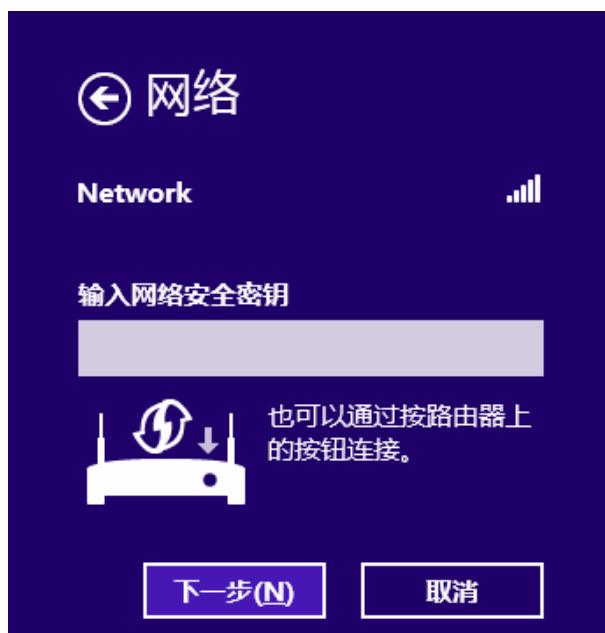 网络
Network
输入网络安全密钥
也可以通过按路由器上
的按钮连接。
下一步(N)
取消